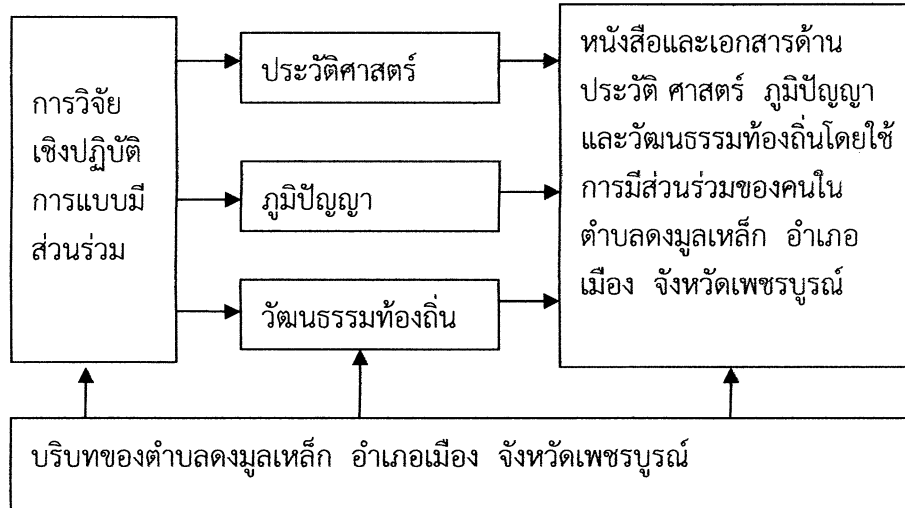 การวิจัย
เชิงปฏิบัติ
การแบบมี
ส่วนร่วม
ประวัติศาสตร์
ภูมิปัญญา
วัฒนธรรมท้องถิ่น
หนังสือและเอกสารด้าน
ประวัติ ศาสตร์ ภูมิปัญญา
และวัฒนธรรมท้องถิ่นโดยใช้
การมีส่วนร่วมของคนใน
ตำบลดงมูลเหล็ก อำเภอ
เมือง จังหวัดเพชรบูรณ์
บริบทของตำบลดงมูลเหล็ก อำเภอเมือง จังหวัดเพชรบูรณ์